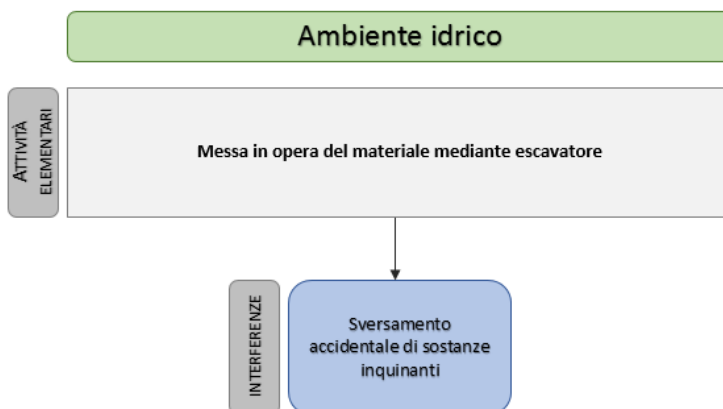 Ambiente idrico
ATTIVITÀ
ELEMENTARI
Messa in opera del materiale mediante escavatore
INTERFERENZE
Sversamento
accidentale di sostanze
inquinanti